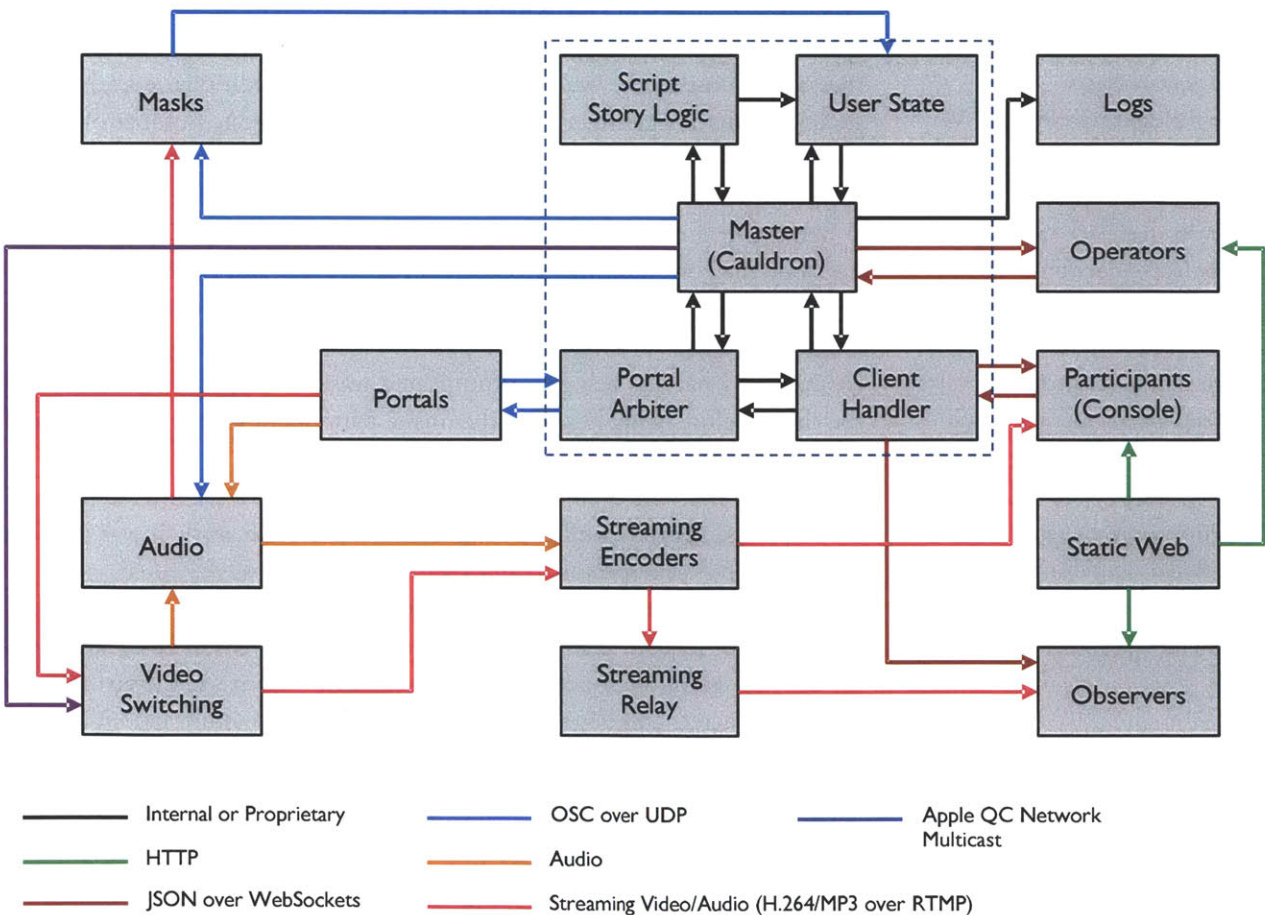 Masks
Script
Story Logic
User State
Logs
Master
(Cauldron)
Operators
Portals
Portal
Arbiter
Client
Handler
Participants
(Console)
Audio
Streaming
Encoders
Static Web
Video
Switching
Streaming
Relay
Observers
Internal or Proprietary
OSC over UDP
Apple QC Network
Multicast
HTTP
Audio
JSON over WebSockets
Streaming Video/Audio (H.264/MP3 over RTMP)